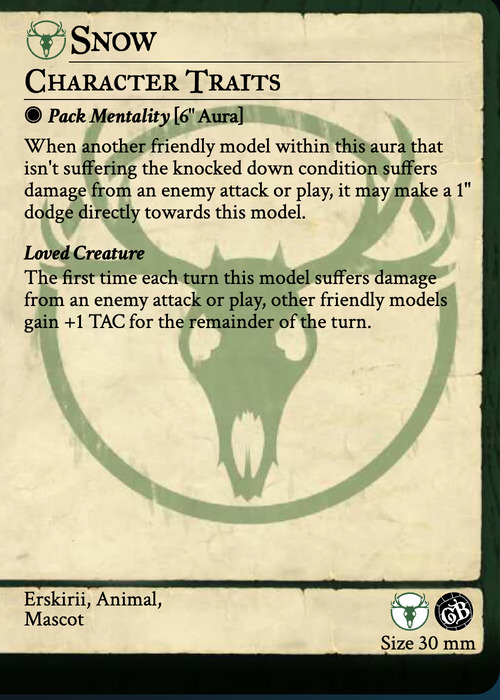 Snow
Character Traits
Pack Mentality [6" Aura]
When another friendly model within this aura that
isn't suffering the knocked down condition suffers
damage from an enemy attack or play, it may make a 1"
dodge directly towards this model.
Loved Creature
The first time each turn this model suffers damage
from an enemy attack or play, other friendly models
gain +1 TAC for the remainder of the turn.
Erskirii, Animal,
Mascot
GB
Size 30 mm